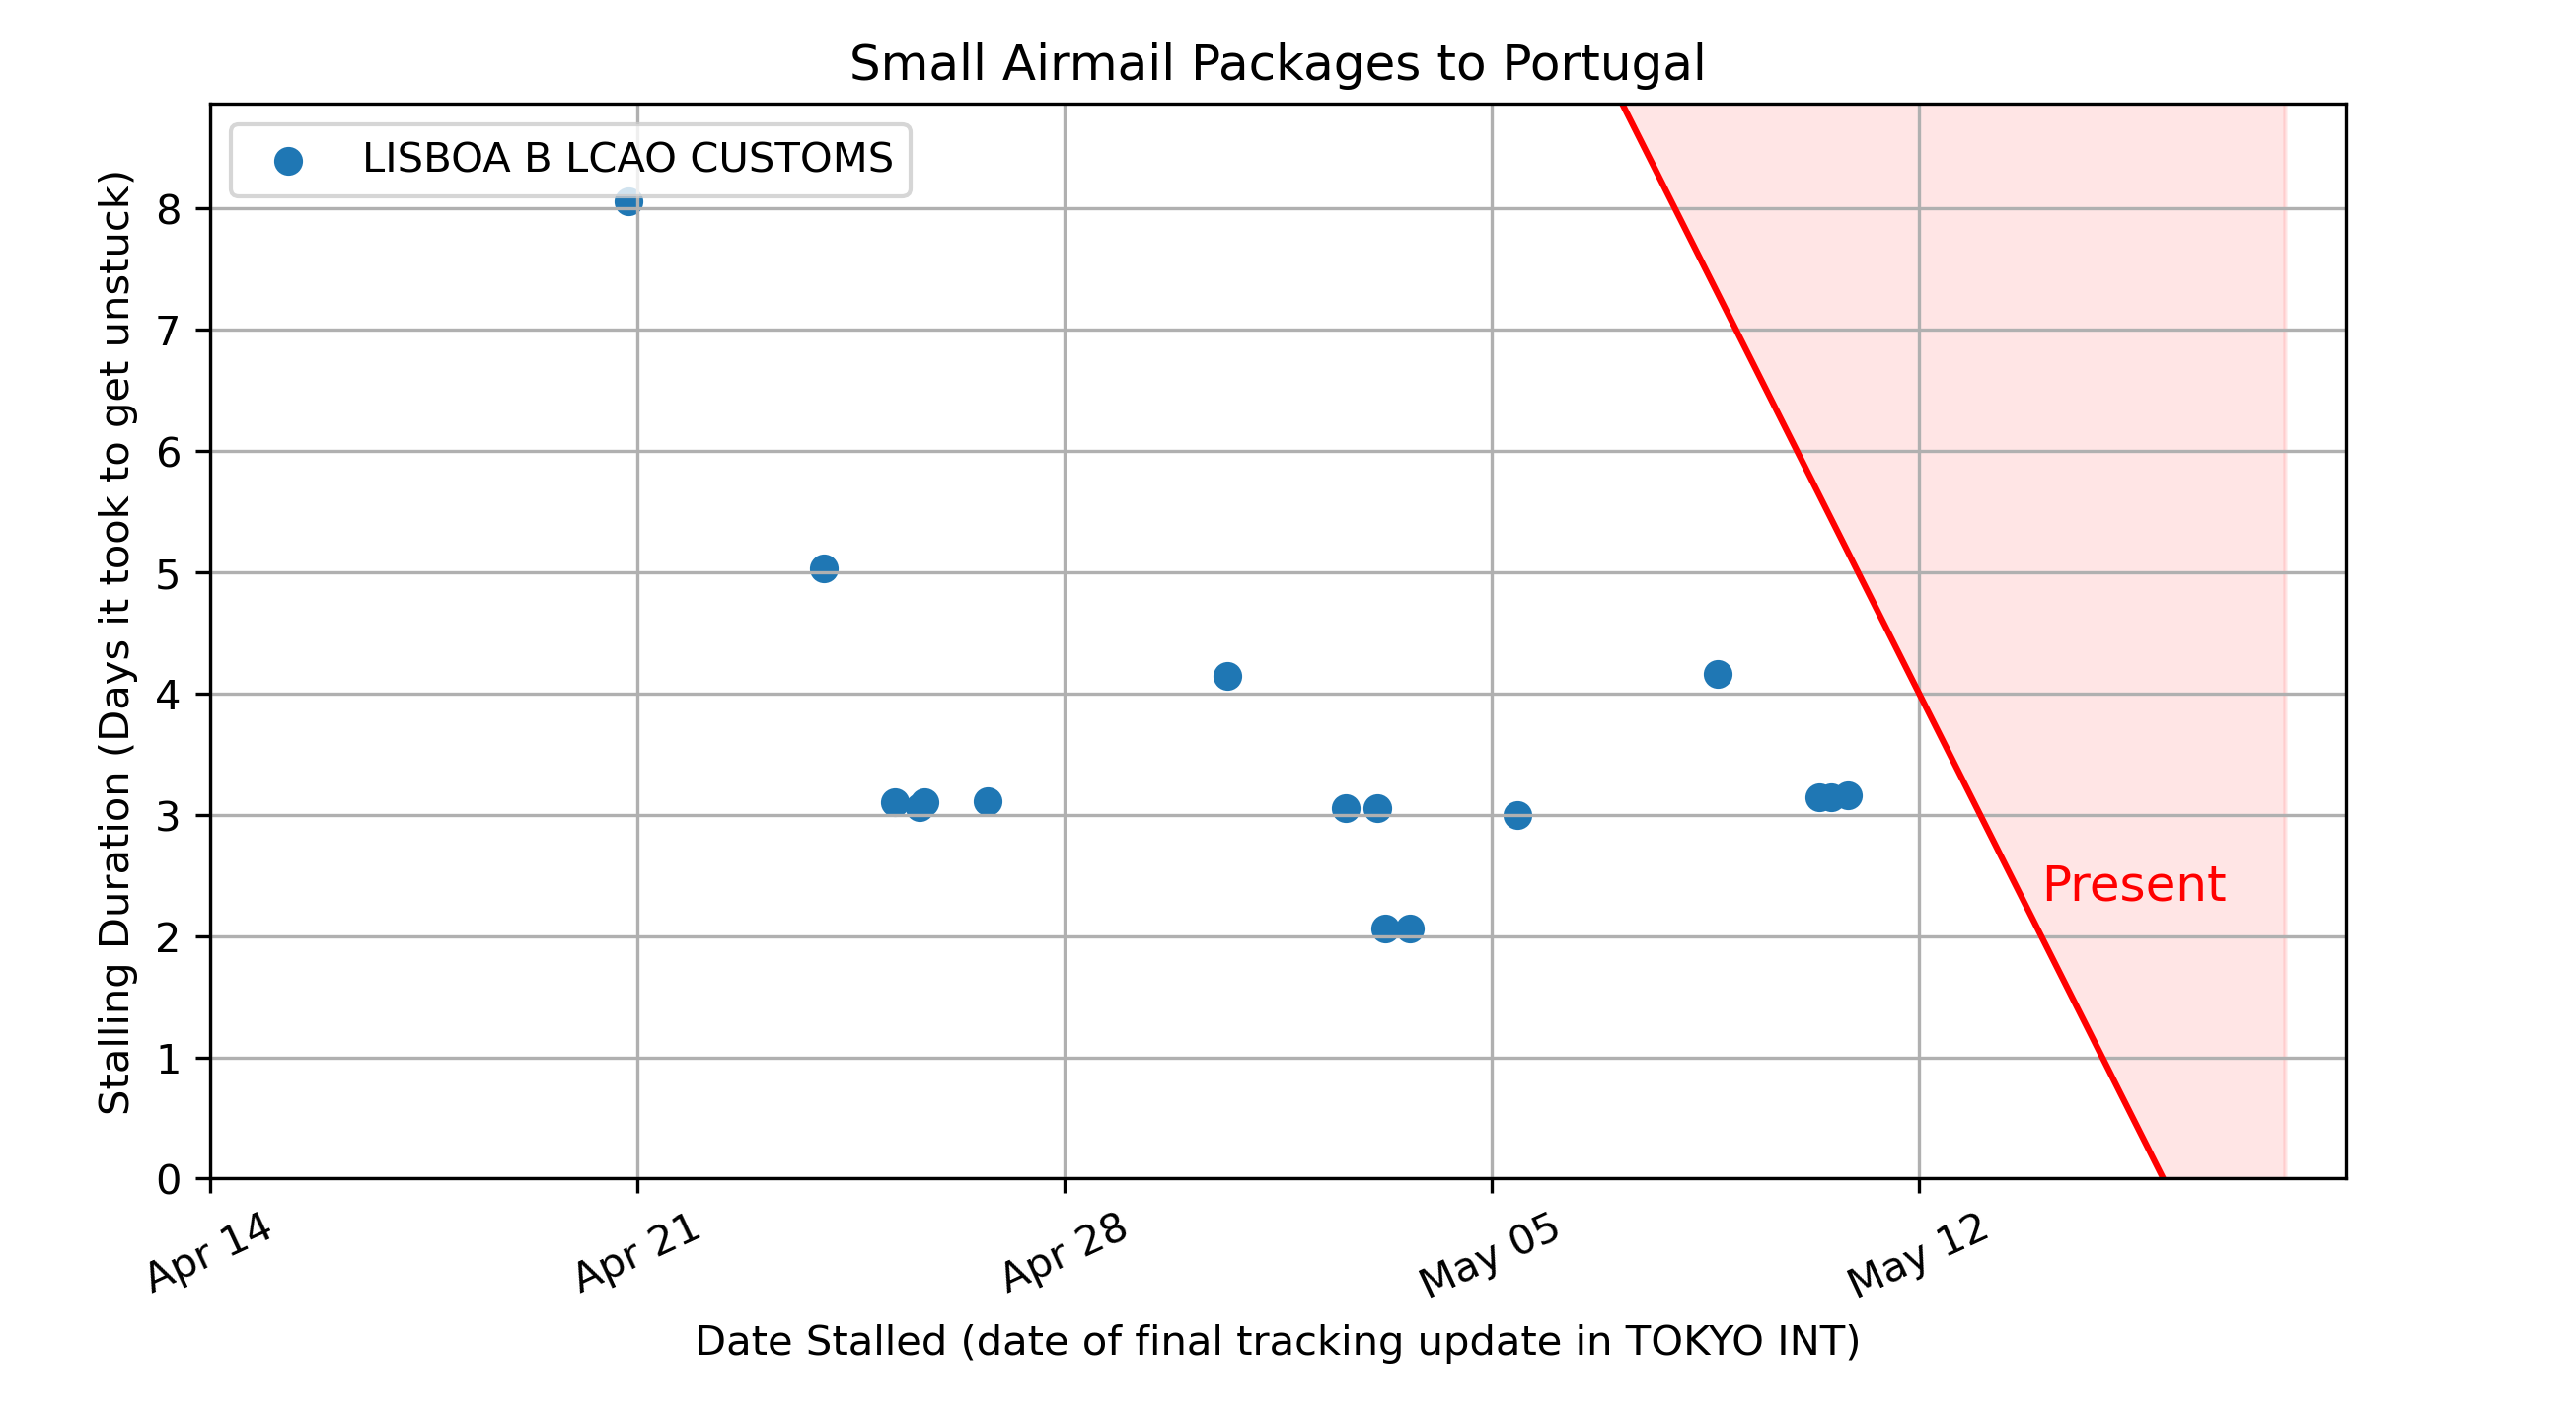 Small Airmail Packages to Portugal
LISBOA B LCAO CUSTOMS
Stalling Duration (Days it took to get unstuck)
8
7
6
5
4
3
2
1
0
Present
Apr 14
Apr 21
Apr 28
May 05
May 12
Date Stalled (date of final tracking update in TOKYO INT)